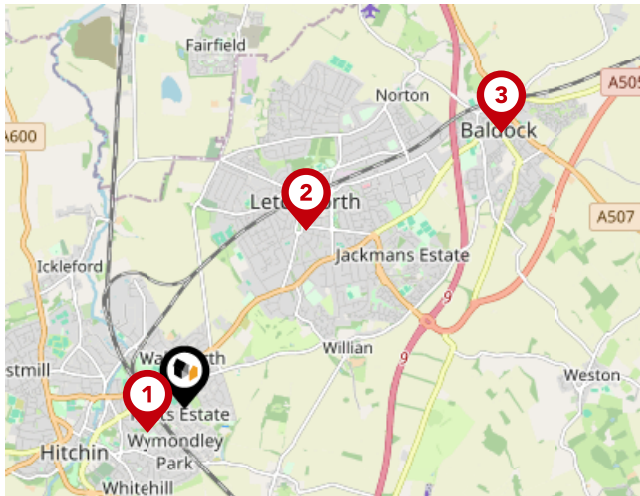 Fairfield
Norton
A505
3
Baldock
A600
2
Letchworth
A507
Ickleford
Jackmans Estate
9
9
Willian
stmill
Weston
1
Estate
Wymondley
Park
Hitchin
Whitehill